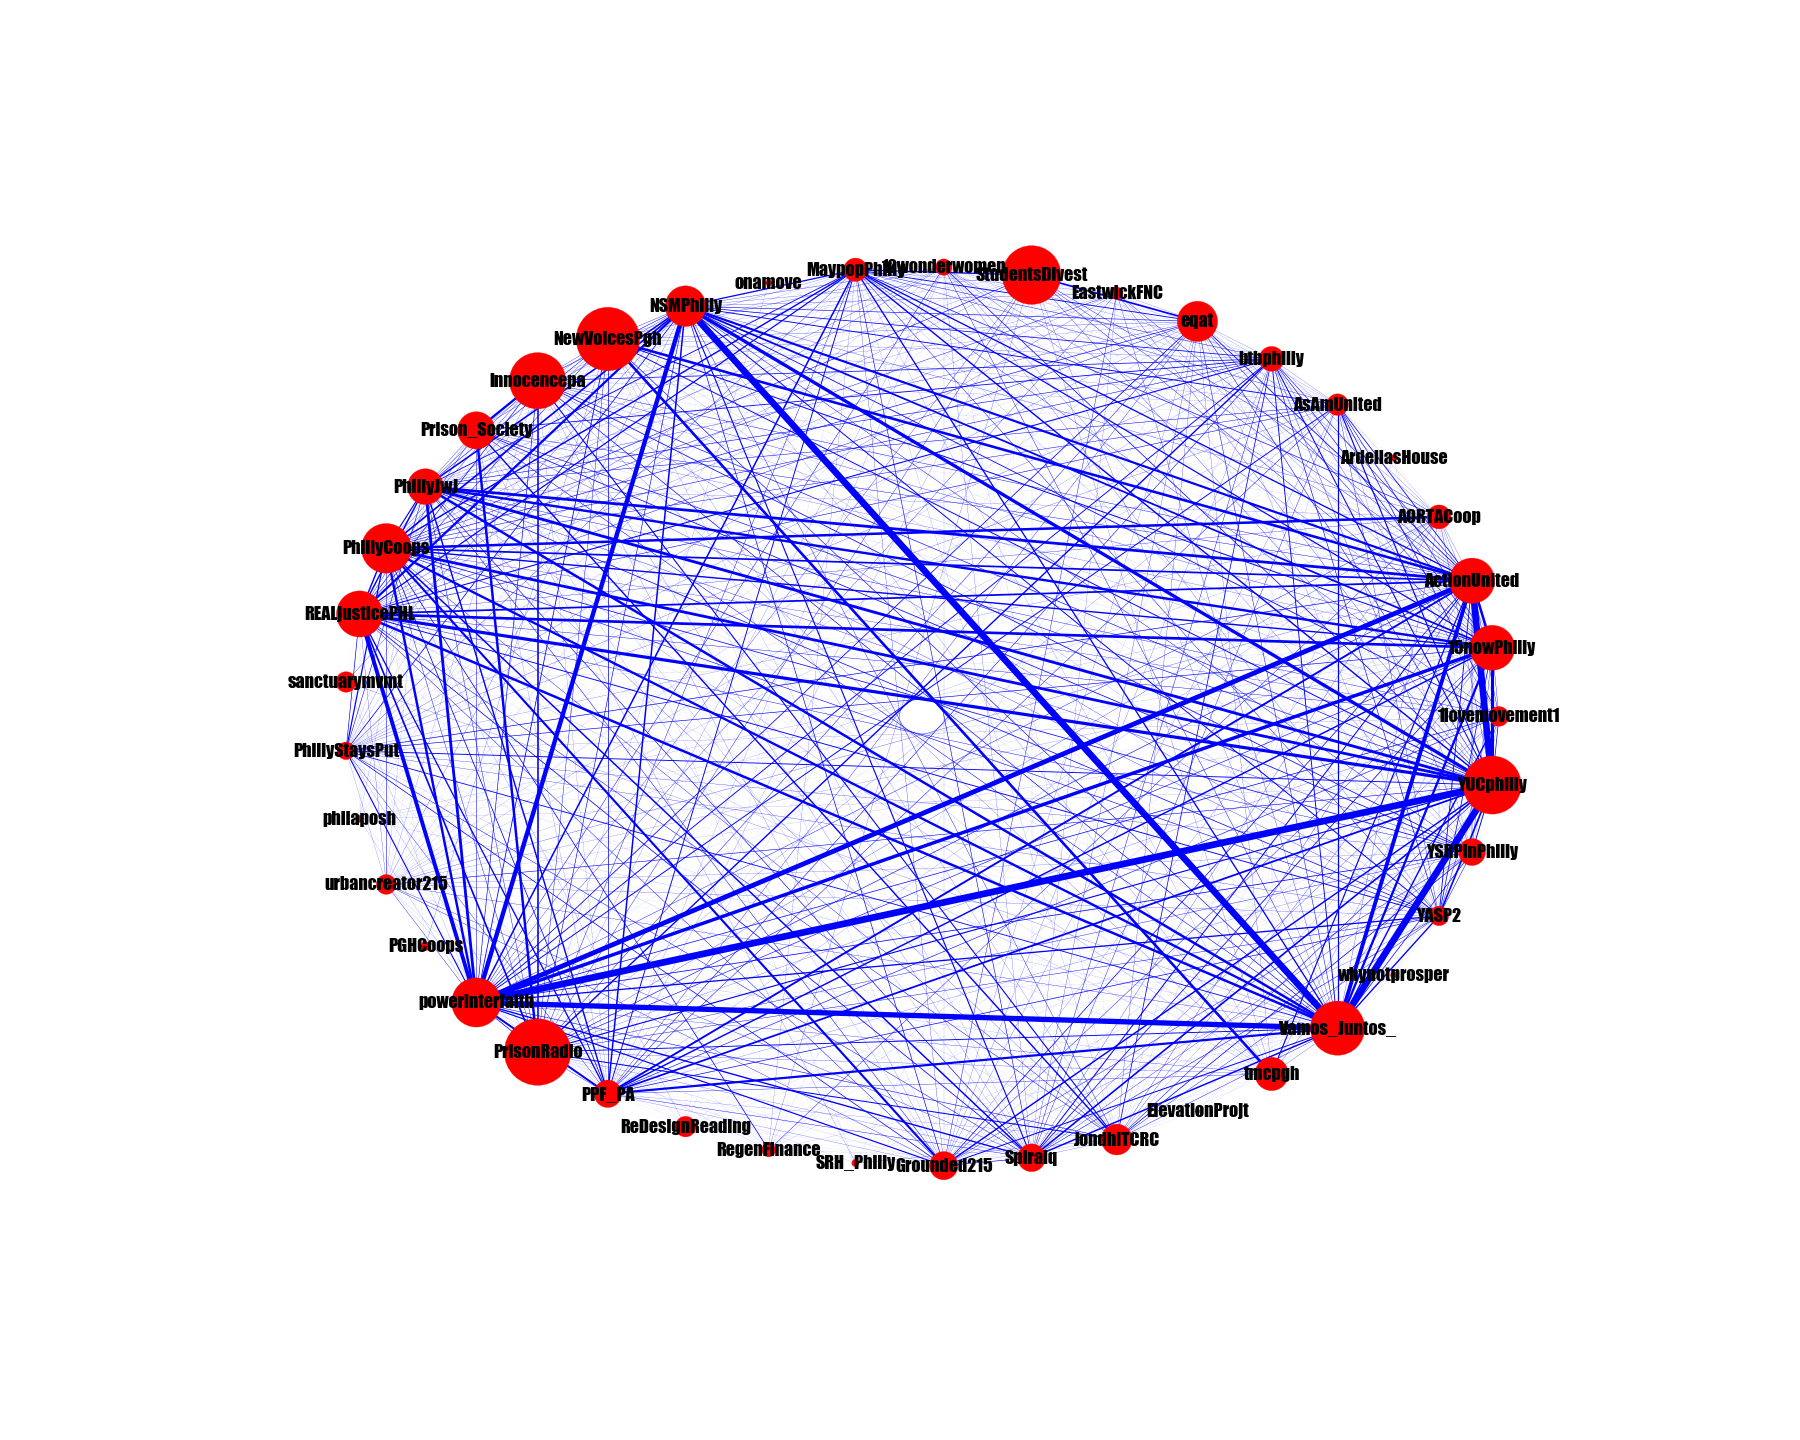 12wonderwomen
MaypopPhilly
StudentsDivest
onamove
EastwickFNC
NSMPhilly
eqat
NewVoicesPgh
btbphilly
innocencepa
AsAmUnited
Prison_Society
ArdellasHouse
PhillyJwJ
AORTACoop
PhillyCoops
ActionUnited
REALjusticePHL
15nowPhilly
sanctuarymvmt
1lovemovement1
PhillyStaysPut
YUCphilly
philaposh
YSRPinPhilly
urbancreator215
YASP2
PGHCoops
whynotprosper
powerinterfaith
Vamos_Juntos_
PrisonRadio
tmcpgh
PPF_PA
ElevationProjt
ReDesignReading
JondhiTCRC
RegenFinance
SRH_Philly
Grounded215
Spiralq